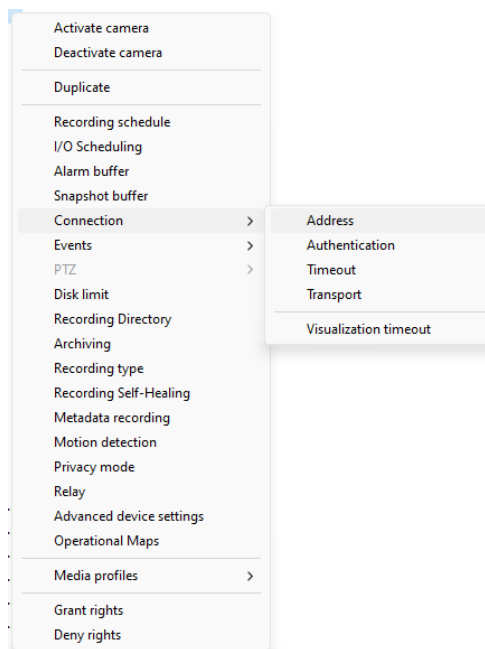 Activate camera
Deactivate camera
Duplicate
Recording schedule
I/O Scheduling
Alarm buffer
Snapshot buffer
Connection
Events
PTZ
Disk limit
Recording Directory
Archiving
Recording type
Recording Self-Healing
Metadata recording
Motion detection
Privacy mode
Relay
Advanced device settings
Operational Maps
Media profiles
Grant rights
Deny rights
Address
Authentication
Timeout
Transport
Visualization timeout